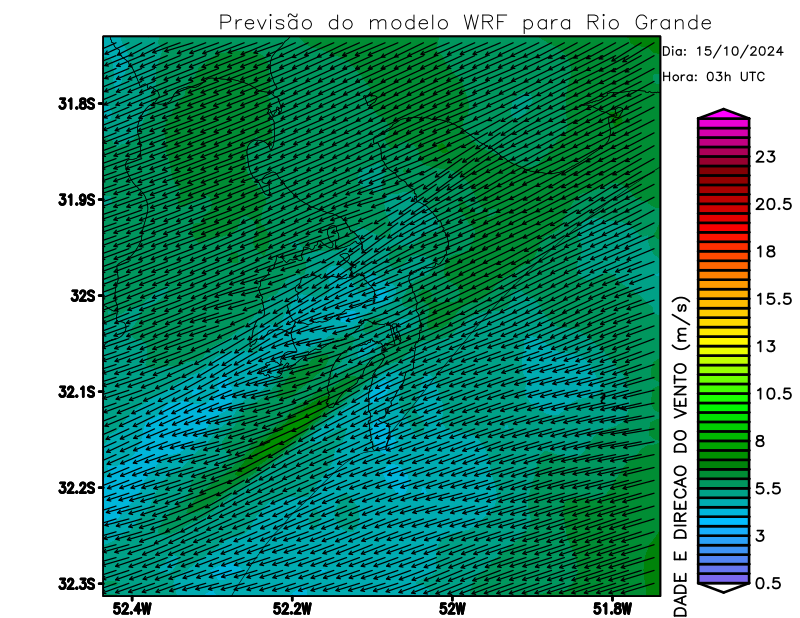 Previsão do modelo WRF para Rio Grande
Dia: 15/10/2024
Hora: 03h UTC
31.8S
31.9S
32S
32.1S
32.2S
32.3S
52.4W
52.2W
52W
51.8W
23
20.5
18
15.5
13
10.5
8
5.5
3
0.5
DADE E DIRECAO DO VENTO (m/s)